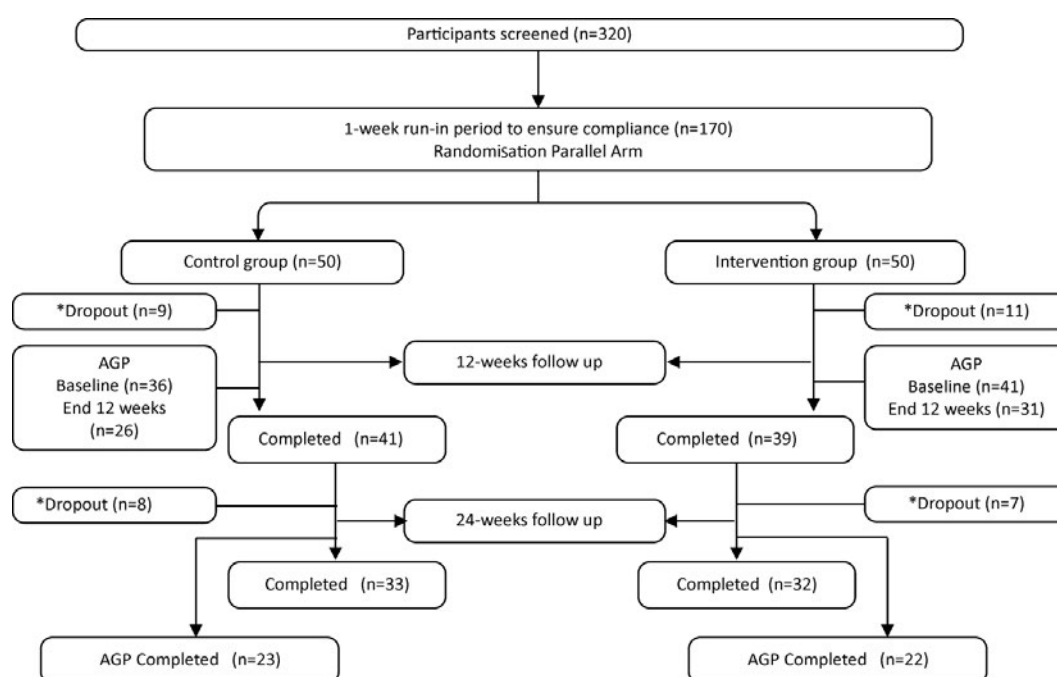 Participants screened (n=320)
1-week run-in period to ensure compliance (n=170)
Randomisation Parallel Arm
Control group (n=50)
Intervention group (n=50)
*Dropout (n=9)
*Dropout (n=11)
12-weeks follow up
AGP
Baseline (n=36)
End 12 weeks
(n=26)
AGP
Baseline (n=41)
End 12 weeks (n=31)
Completed (n=41)
Completed (n=39)
*Dropout (n=8)
*Dropout (n=7)
24-weeks follow up
Completed (n=33)
Completed (n=32)
AGP Completed (n=23)
AGP Completed (n=22)